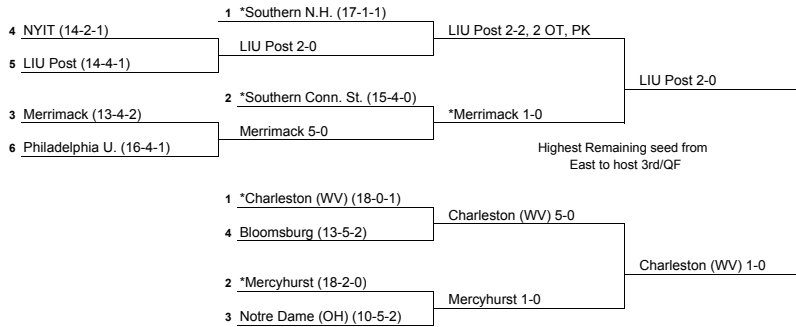 1 *Southern N.H. (17-1-1)
4 NYIT (14-2-1)
LIU Post 2-2, 2 OT, PK
LIU Post 2-0
5 LIU Post (14-4-1)
LIU Post 2-0
2 *Southern Conn. St. (15-4-0)
3 Merrimack (13-4-2)
*Merrimack 1-0
Merrimack 5-0
6 Philadelphia U. (16-4-1)
Highest Remaining seed from
East to host 3rd/QF
1 *Charleston (WV) (18-0-1)
Charleston (WV) 5-0
4 Bloomsburg (13-5-2)
Charleston (WV) 1-0
2 *Mercyhurst (18-2-0)
Mercyhurst 1-0
3 Notre Dame (OH) (10-5-2)